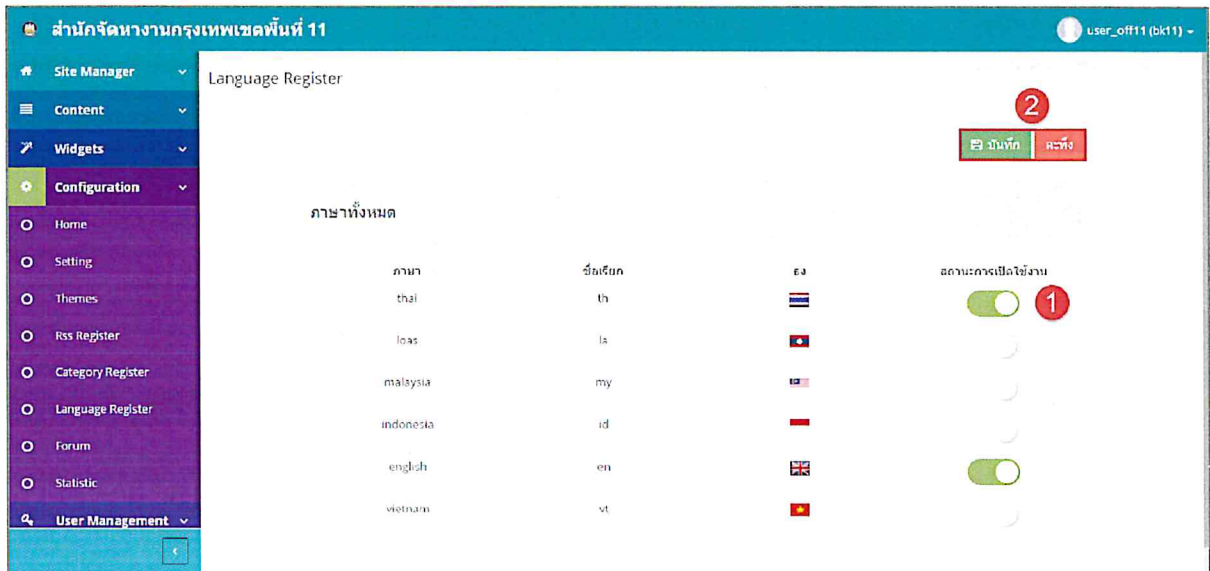 สำนักจัดหางานกรุงเทพเขตพื้นที่ 11
user_off11 (bk11)
Site Manager
Content
Widgets
Configuration
Home
Setting
Themes
Rss Register
Category Register
Language Register
Forum
Statistic
User Management
Language Register
2
บันทึก ละทิ้ง
ภาษาทั้งหมด
ภาษา ชื่อเรียก ธง สถานะการเปิดใช้งาน
thai th 1
loas la
malaysia my
indonesia id
english en
vietnam vt